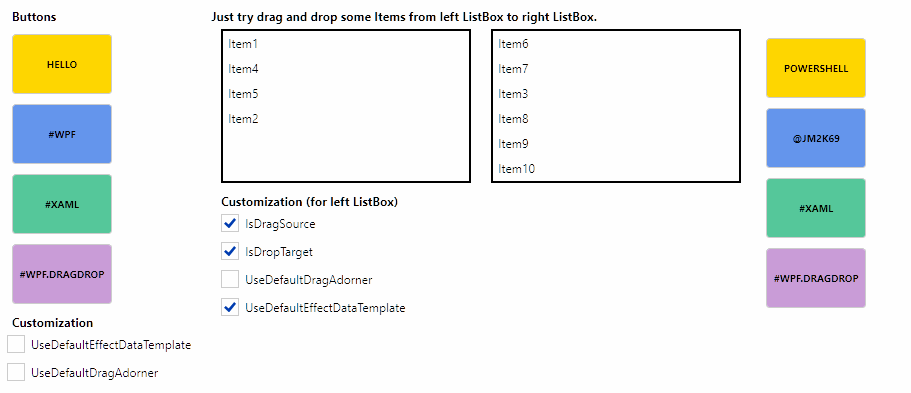 Buttons
HELLO
#WPF
#XAML
#WPF.DRAGDROP
Customization
UseDefaultEffectDataTemplate
UseDefaultDragAdorner
Just try drag and drop some Items from left ListBox to right ListBox.
Item1
Item4
Item5
Item2
Item6
Item7
Item3
Item8
Item9
Item10
Customization (for left ListBox)
IsDragSource
IsDropTarget
UseDefaultDragAdorner
UseDefaultEffectDataTemplate
POWERSHELL
@JM2K69
#XAML
#WPF.DRAGDROP